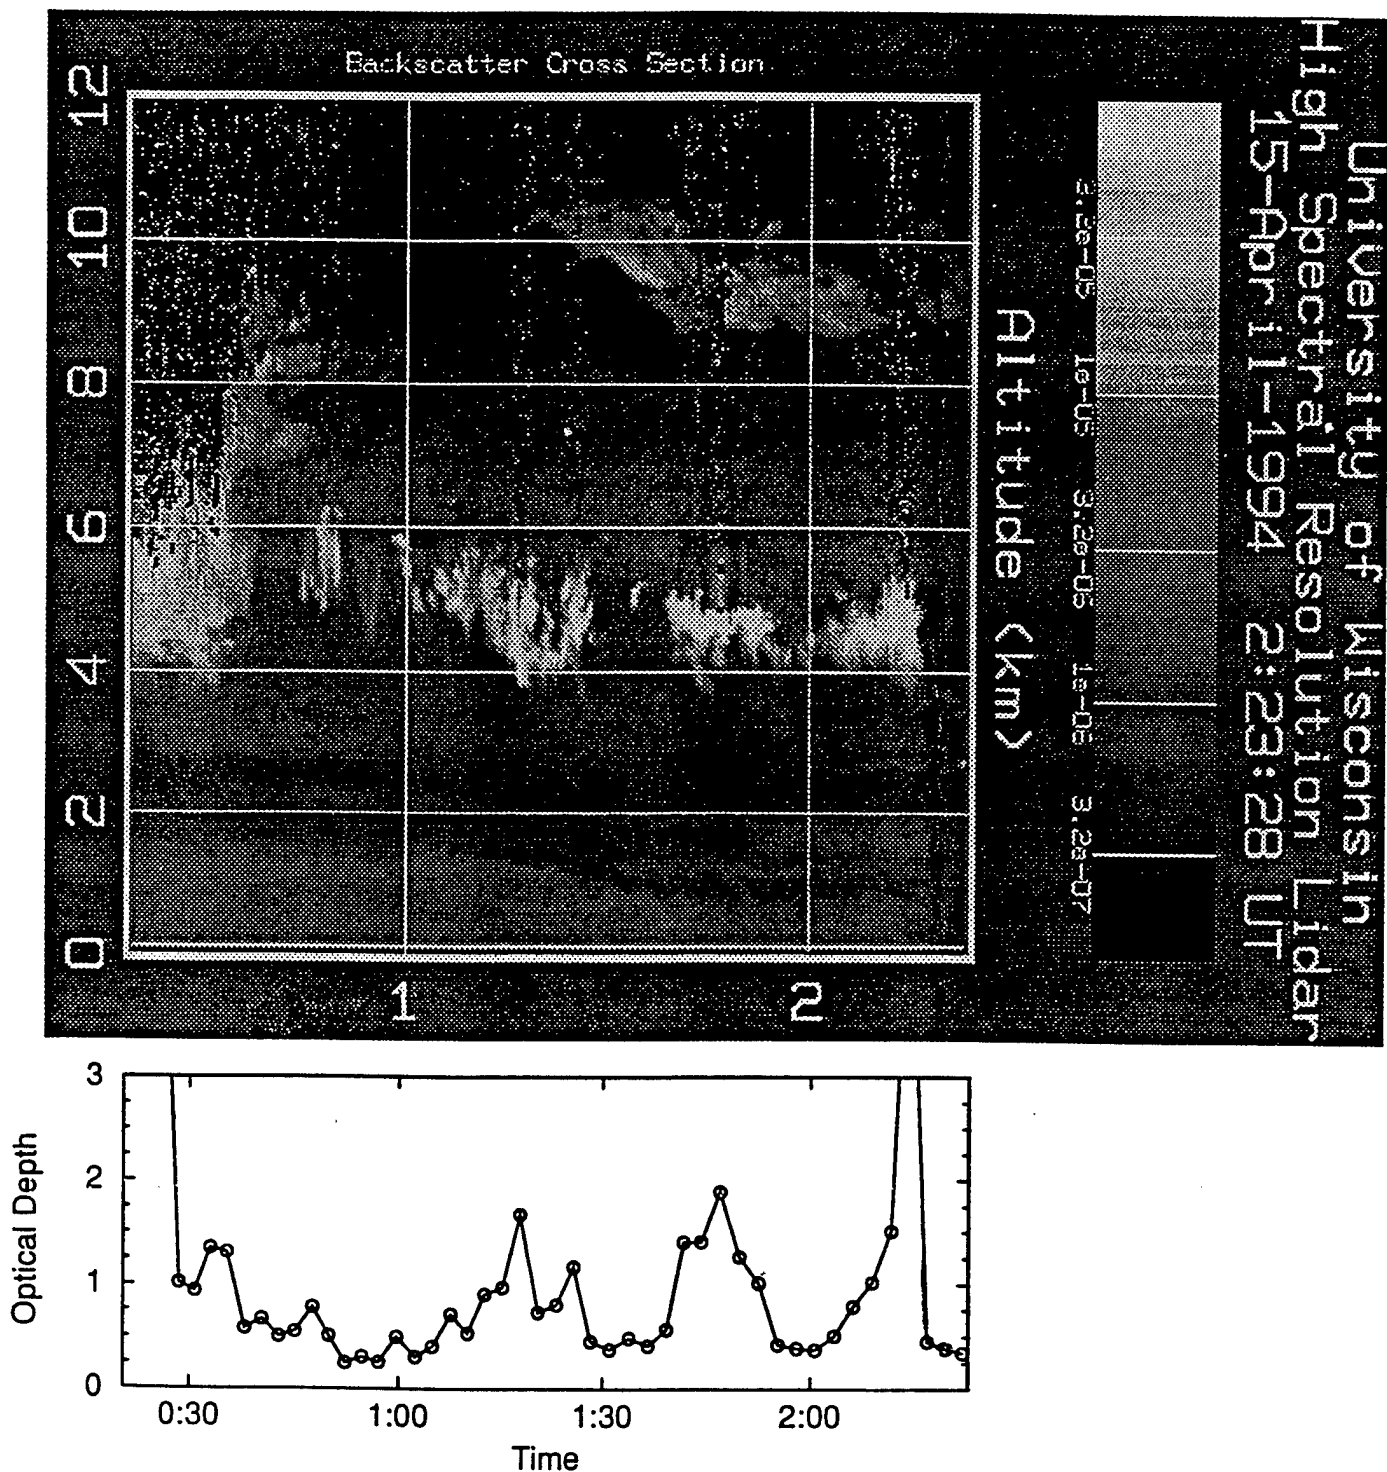 Backscatter Cross Section
12
10
8
6
4
2
0
1
2
Altitude <km>
3.2e-05
1e-05
3.2e-06
1e-06
3.2e-07
University of Wisconsin
High Spectral Resolution Lidar
15-April-1994 2:23:28 UT
3
2
1
0
Optical Depth
0:30
1:00
1:30
2:00
Time